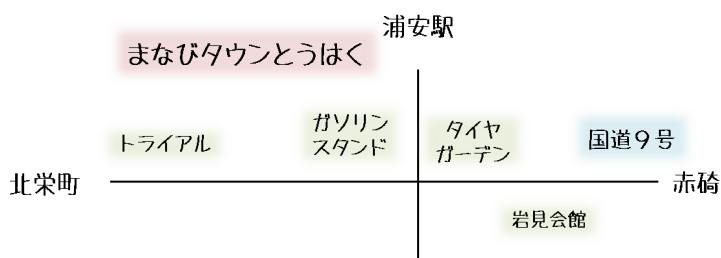 浦安駅
まなびタウンとうはく
トライアル
ガソリン
スタンド
タイヤ
ガーデン
国道9号
北栄町
赤碕
岩見会館